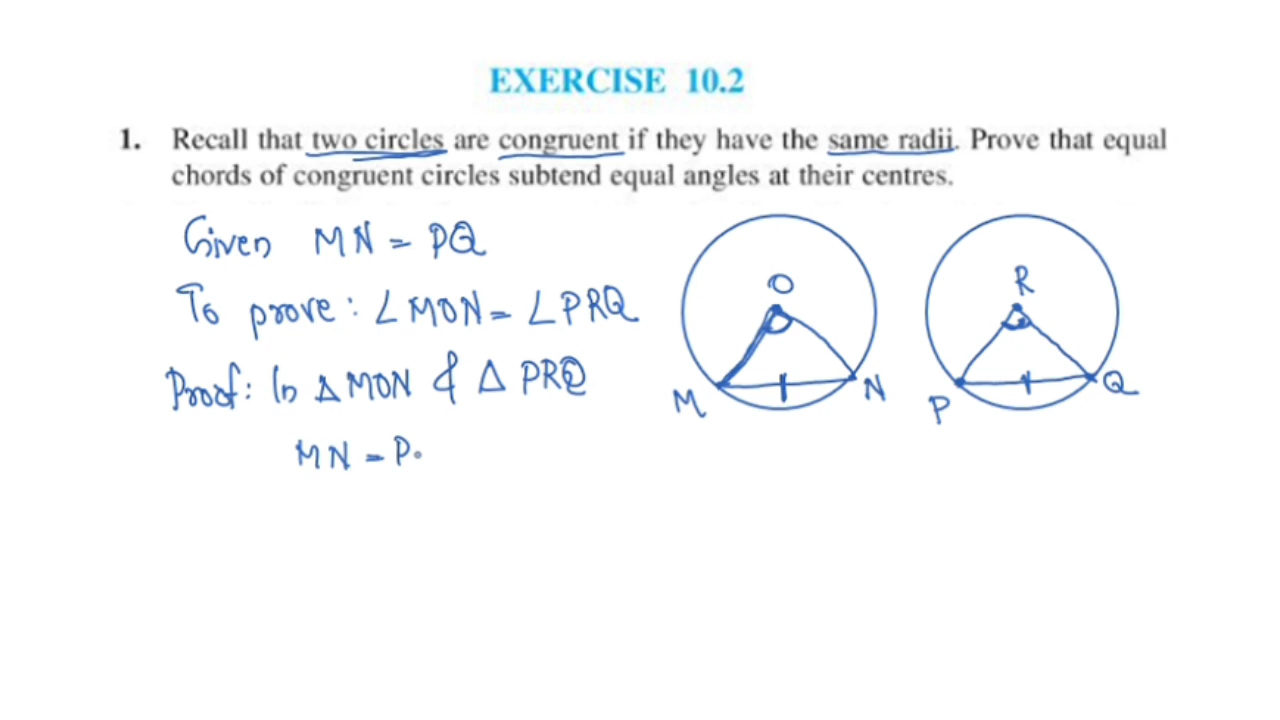 EXERCISE 10.2
1. Recall that two circles are congruent if they have the same radii. Prove that equal
chords of congruent circles subtend equal angles at their centres.
Given MN = PQ
To prove: ∠MON = ∠PRQ
Proof: In △MON & △ PRQ
MN = P
O
M
N
R
P
Q